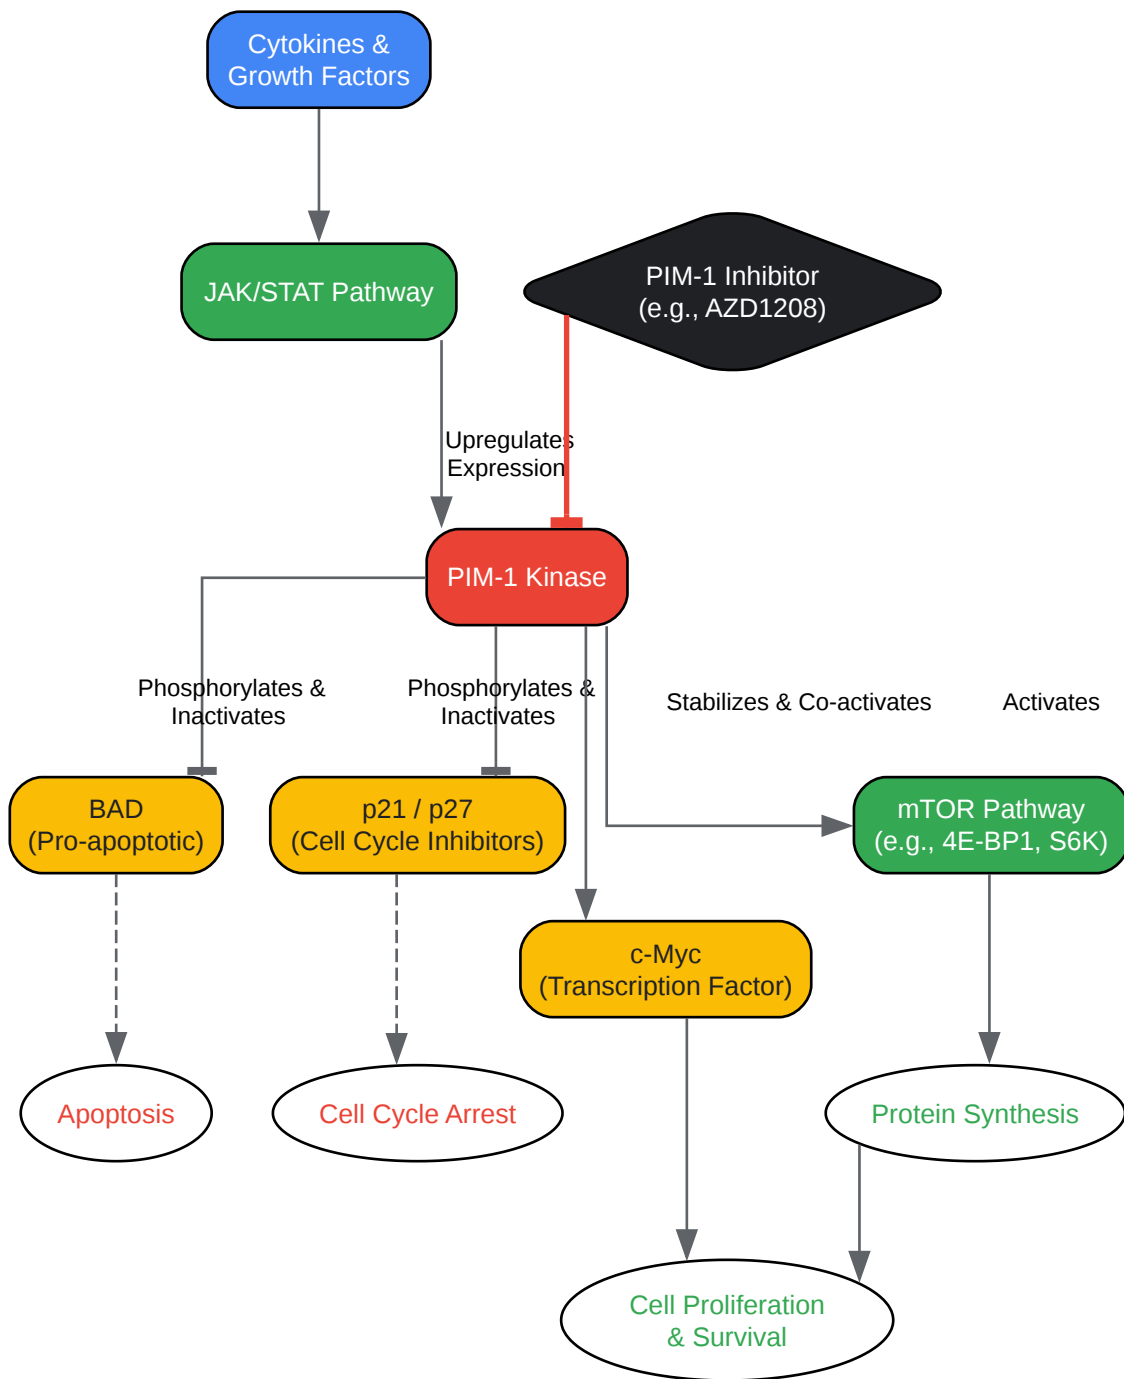 Cytokines &
Growth Factors
JAK/STAT Pathway
PIM-1 Inhibitor
(e.g., AZD1208)
Upregulates
Expression
PIM-1 Kinase
Phosphorylates &
Inactivates
Phosphorylates &
Inactivates
Stabilizes & Co-activates
Activates
BAD
(Pro-apoptotic)
p21 / p27
(Cell Cycle Inhibitors)
mTOR Pathway
(e.g., 4E-BP1, S6K)
c-Myc
(Transcription Factor)
Apoptosis
Cell Cycle Arrest
Protein Synthesis
Cell Proliferation
& Survival